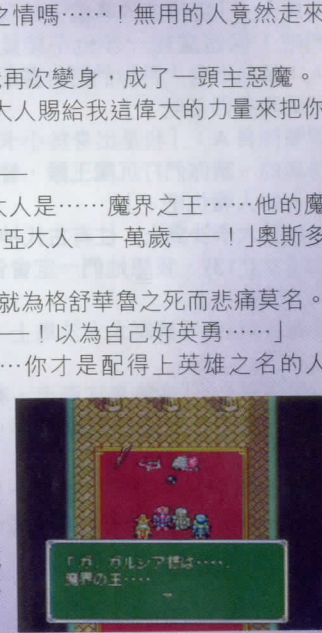 之情嗎……！無用的人竟然走來
再次變身，成了一頭主惡魔。
大人賜給我這偉大的力量來把你
——
大人是……魔界之王……他的魔
亞大人——萬歲——！」奧斯多
就為格舒華魯之死而悲痛莫名。
—！以為自己好英勇……」
…你才是配得上英雄之名的人
「ガ、ガルシア様は‥‥、
魔界の王‥‥